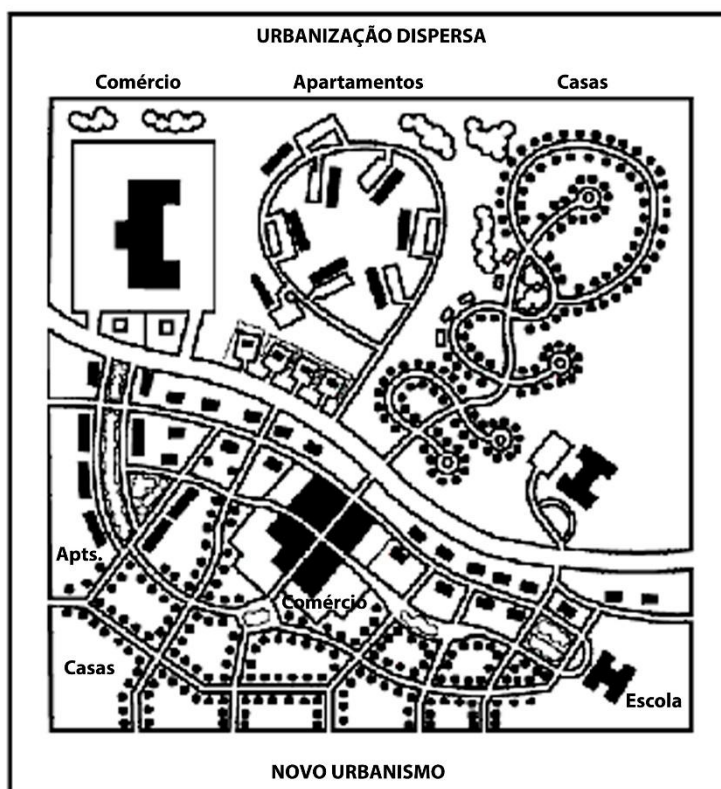 URBANIZAÇÃO DISPERSA
Comércio Apartamentos Casas
Apts.
Comércio
Casas
Escola
NOVO URBANISMO